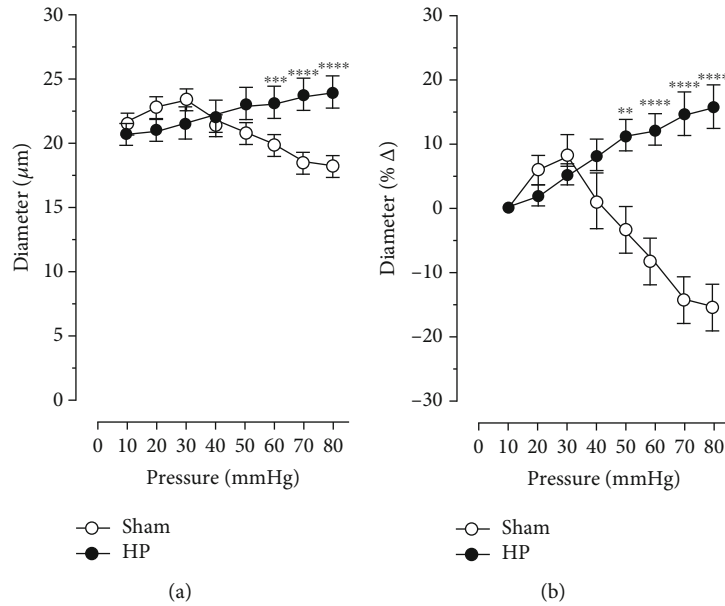 30
25
20
15
10
5
0
Diameter (μm)
*** **** ****
0 10 20 30 40 50 60 70 80
Pressure (mmHg)
Sham
HP
(a)
30
20
10
0
−10
−20
−30
Diameter (% Δ)
** **** **** ****
0 10 20 30 40 50 60 70 80
Pressure (mmHg)
Sham
HP
(b)